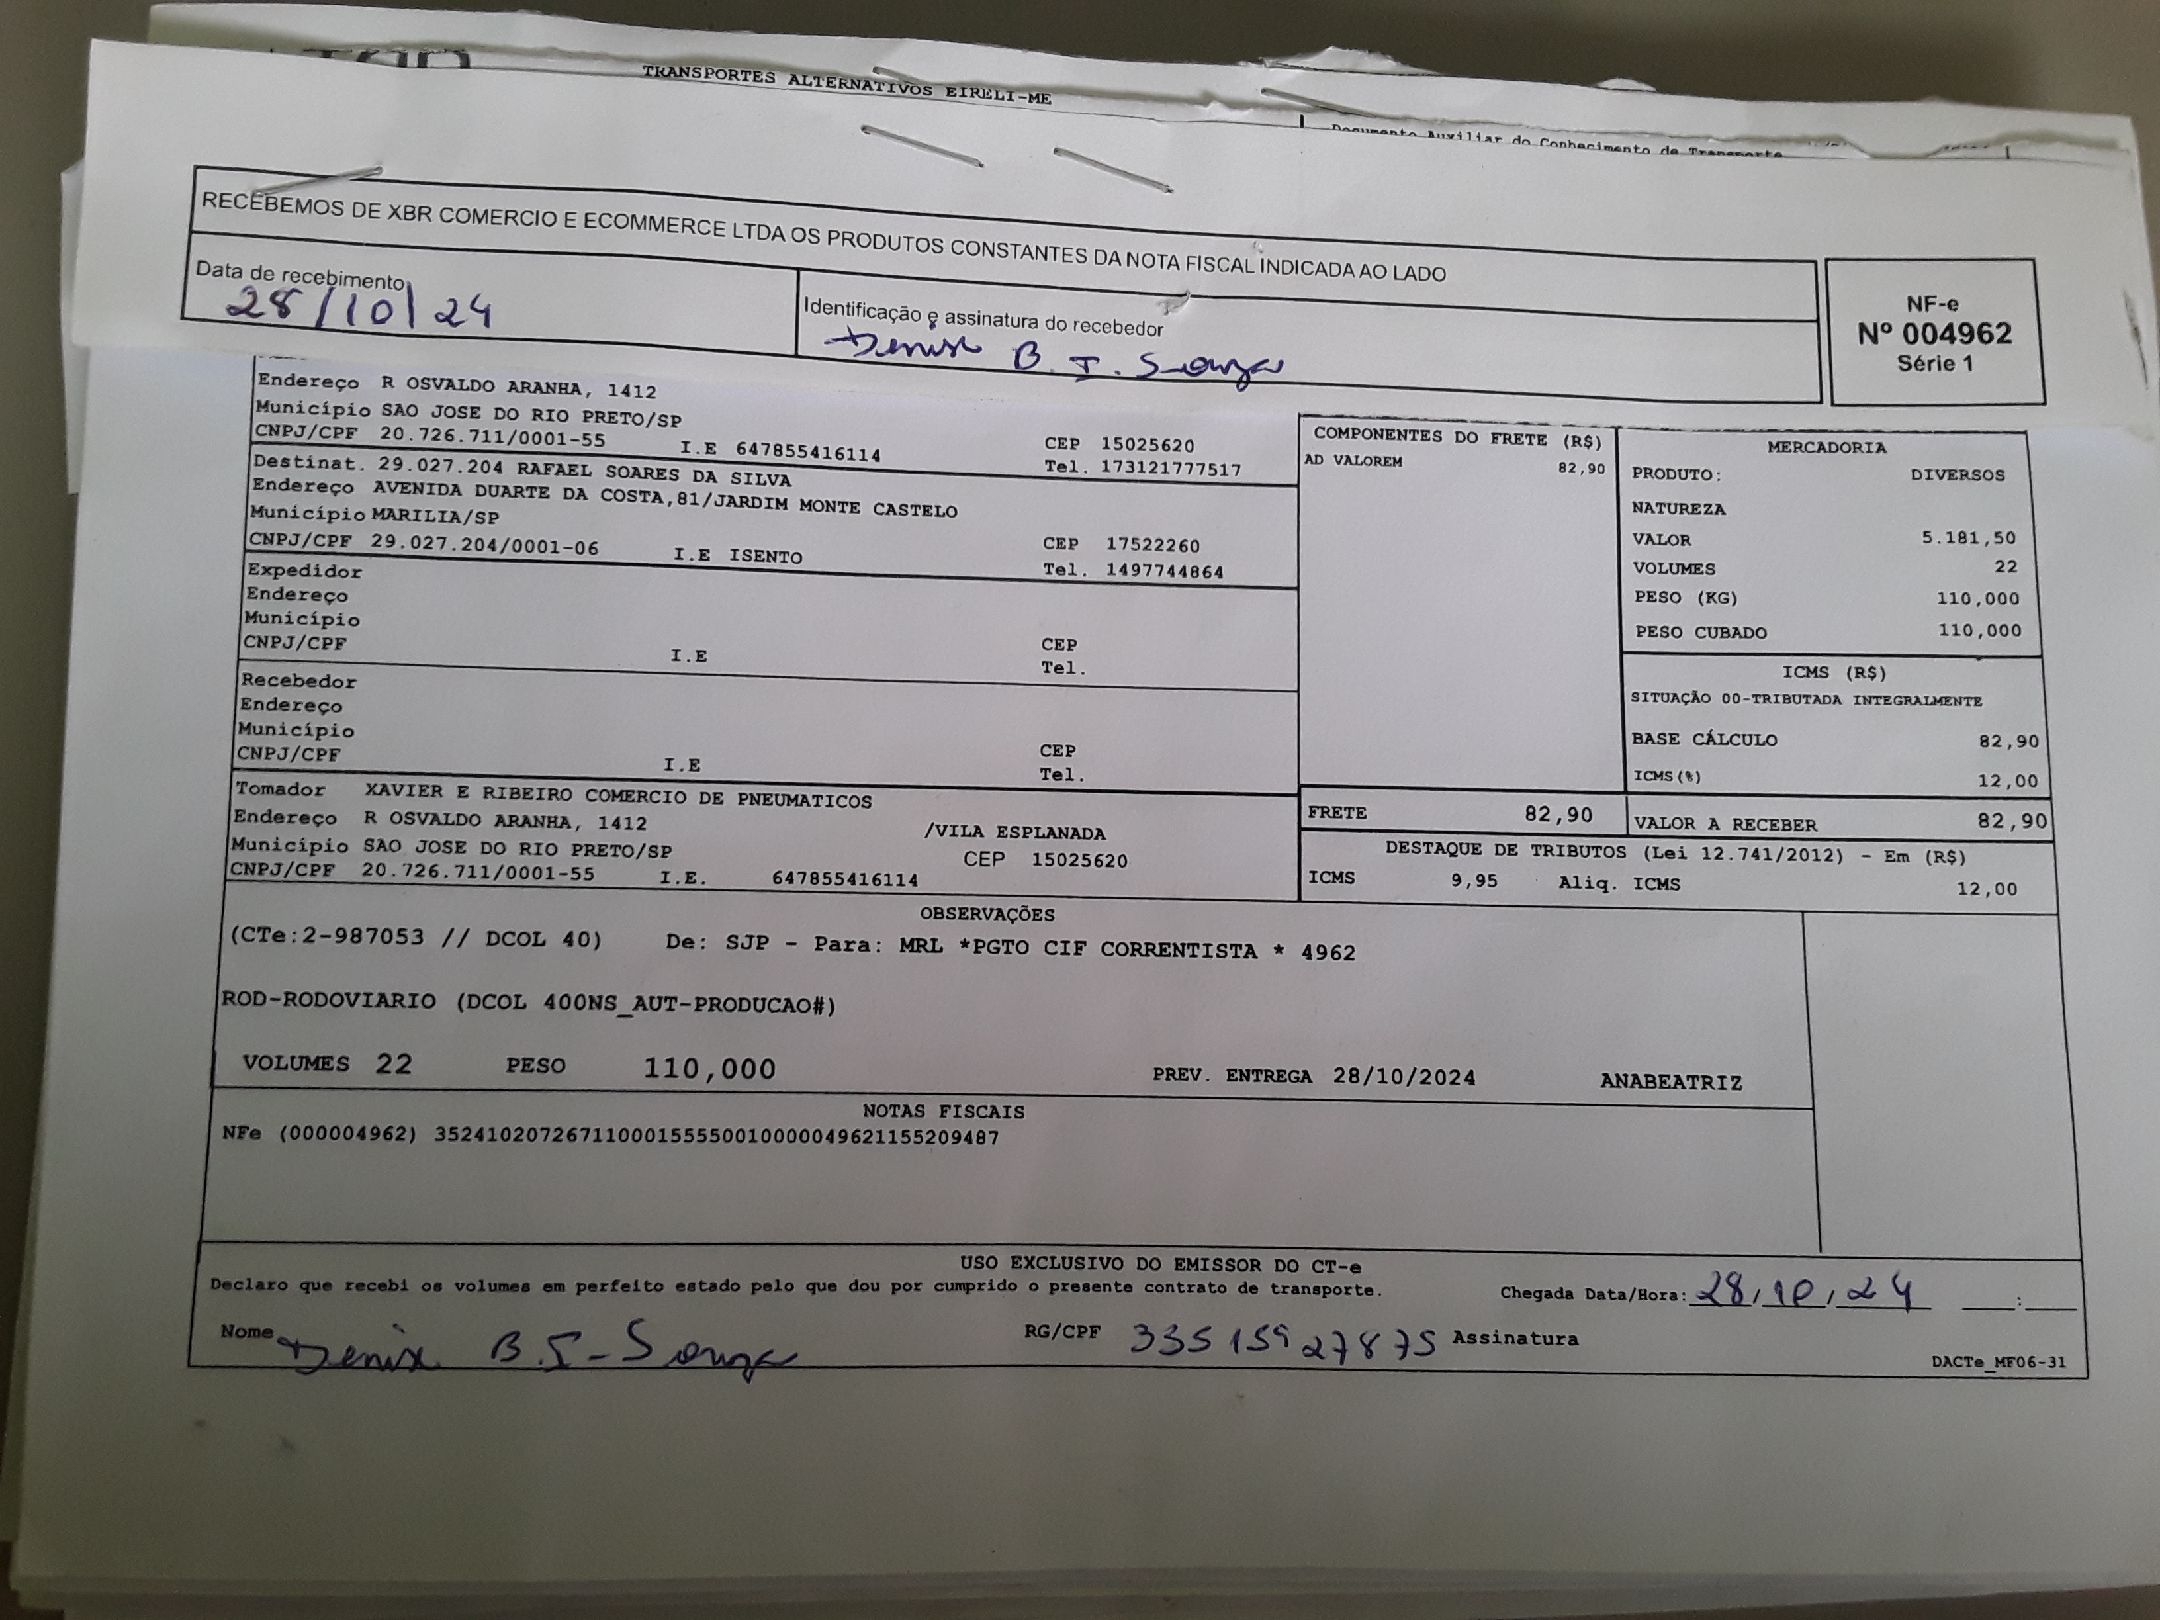 TRANSPORTES ALTERNATIVOS EIRELI-ME
Documento Auxiliar do Conhecimento de Transporte
RECEBEMOS DE XBR COMERCIO E ECOMMERCE LTDA OS PRODUTOS CONSTANTES DA NOTA FISCAL INDICADA AO LADO
Data de recebimento
28/10/24
Identificação e assinatura do recebedor
Denise B. I. Souza
NF-e
Nº 004962
Série 1
Endereço R OSVALDO ARANHA, 1412
Município SAO JOSE DO RIO PRETO/SP
CNPJ/CPF 20.726.711/0001-55 I.E 647855416114 CEP 15025620
Tel. 173121777517
Destinat. 29.027.204 RAFAEL SOARES DA SILVA
Endereço AVENIDA DUARTE DA COSTA,81/JARDIM MONTE CASTELO
Município MARILIA/SP
CNPJ/CPF 29.027.204/0001-06 I.E ISENTO CEP 17522260
Tel. 1497744864
Expedidor
Endereço
Município
CNPJ/CPF I.E CEP
Tel.
Recebedor
Endereço
Município
CNPJ/CPF I.E CEP
Tel.
Tomador XAVIER E RIBEIRO COMERCIO DE PNEUMATICOS
Endereço R OSVALDO ARANHA, 1412 /VILA ESPLANADA
Município SAO JOSE DO RIO PRETO/SP CEP 15025620
CNPJ/CPF 20.726.711/0001-55 I.E. 647855416114
COMPONENTES DO FRETE (R$)
AD VALOREM 82,90
MERCADORIA
PRODUTO: DIVERSOS
NATUREZA
VALOR 5.181,50
VOLUMES 22
PESO (KG) 110,000
PESO CUBADO 110,000
ICMS (R$)
SITUAÇÃO 00-TRIBUTADA INTEGRALMENTE
BASE CÁLCULO 82,90
ICMS(%) 12,00
FRETE 82,90 VALOR A RECEBER 82,90
DESTAQUE DE TRIBUTOS (Lei 12.741/2012) - Em (R$)
ICMS 9,95 Aliq. ICMS 12,00
OBSERVAÇÕES
(CTe:2-987053 // DCOL 40) De: SJP - Para: MRL *PGTO CIF CORRENTISTA * 4962
ROD-RODOVIARIO (DCOL 400NS_AUT-PRODUCAO#)
VOLUMES 22 PESO 110,000 PREV. ENTREGA 28/10/2024 ANABEATRIZ
NOTAS FISCAIS
NFe (000004962) 35241020726711000155550010000049621155209487
USO EXCLUSIVO DO EMISSOR DO CT-e
Declaro que recebi os volumes em perfeito estado pelo que dou por cumprido o presente contrato de transporte. Chegada Data/Hora: 28/10/24 __:__
Nome Denise B. I. Souza RG/CPF 33515927875 Assinatura
DACTe_MF06-31